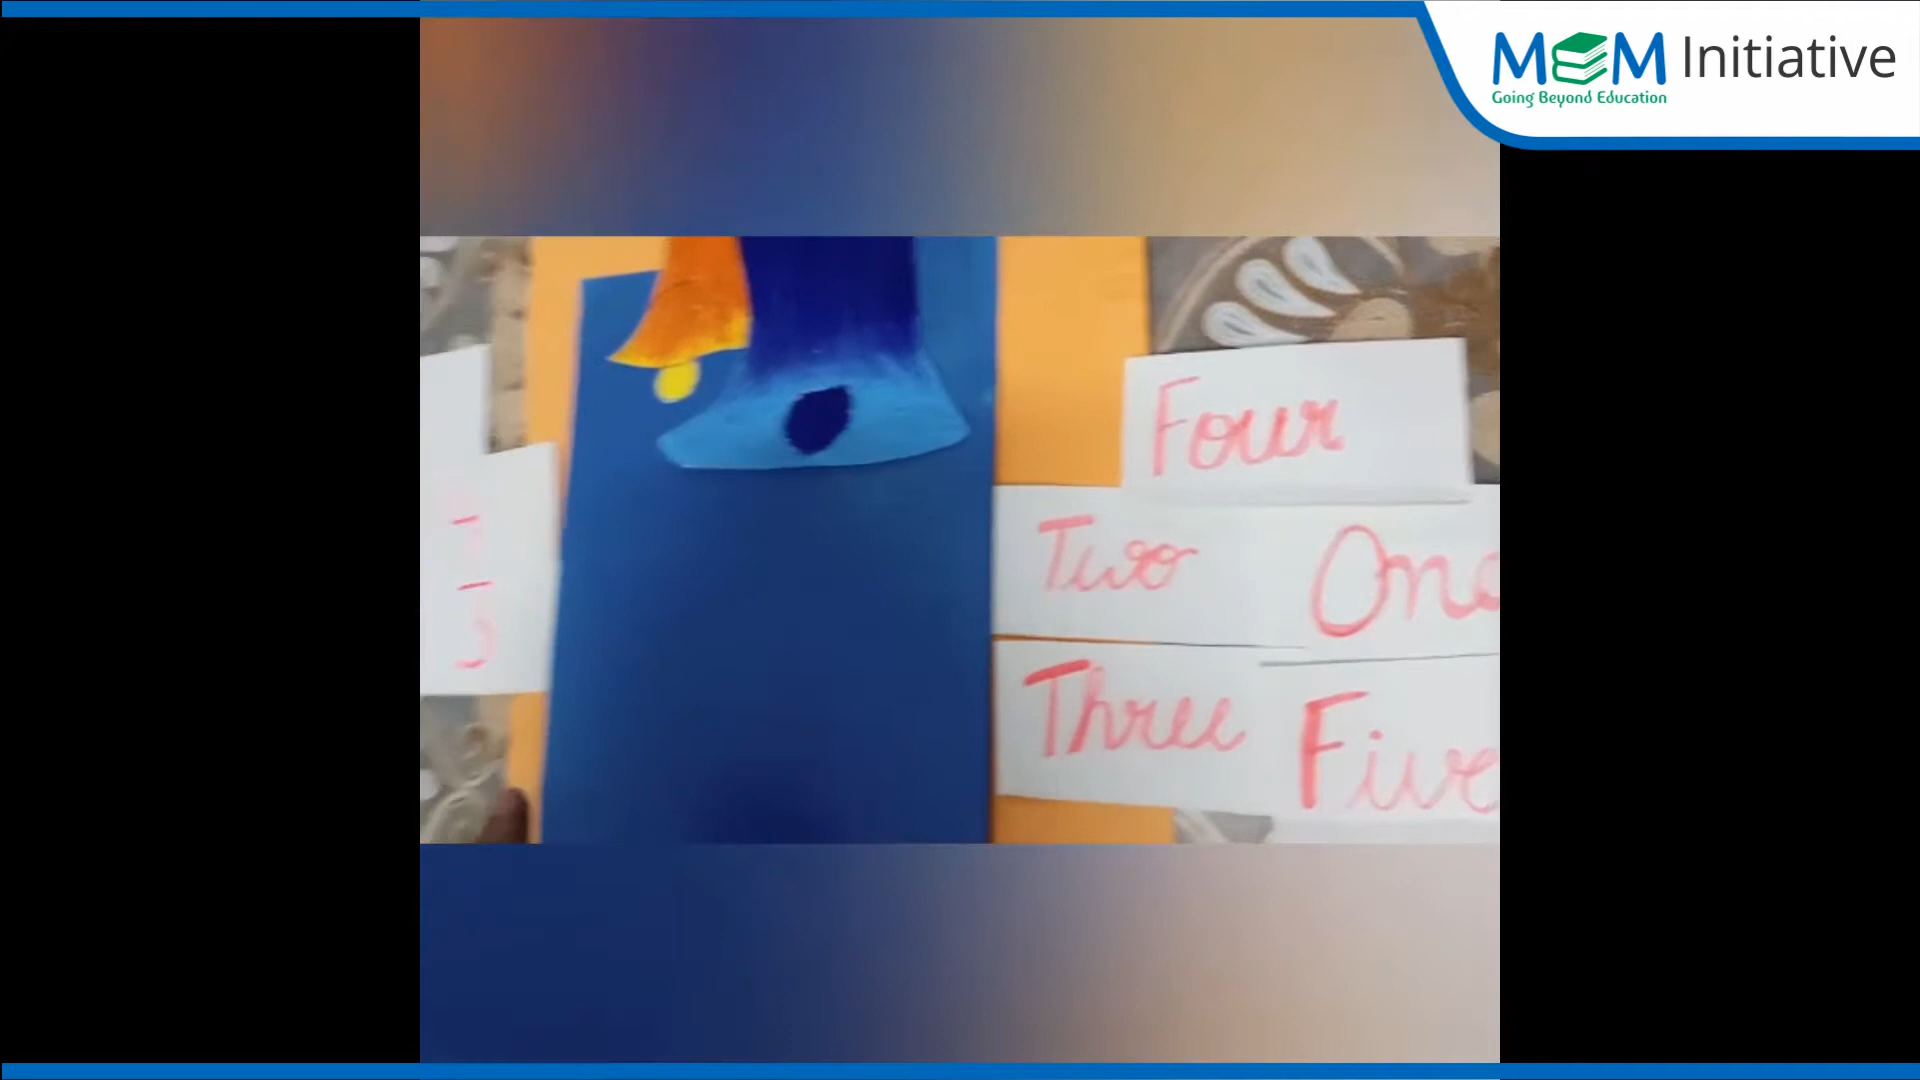 MEM Initiative
Going Beyond Education
Four
Two One
Three Five